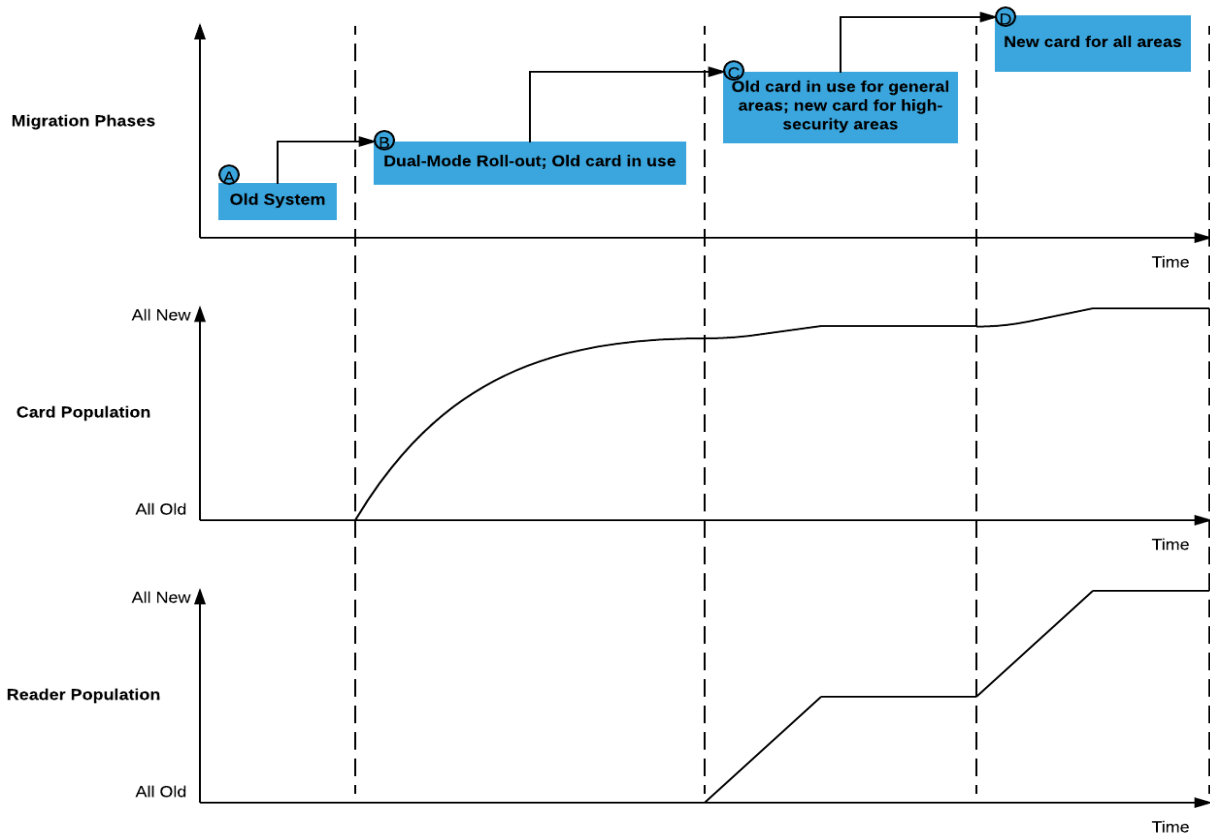 D
New card for all areas
C
Old card in use for general
areas; new card for high-
security areas
Migration Phases
B
Dual-Mode Roll-out; Old card in use
A
Old System
Time
All New
Card Population
All Old
Time
All New
Reader Population
All Old
Time